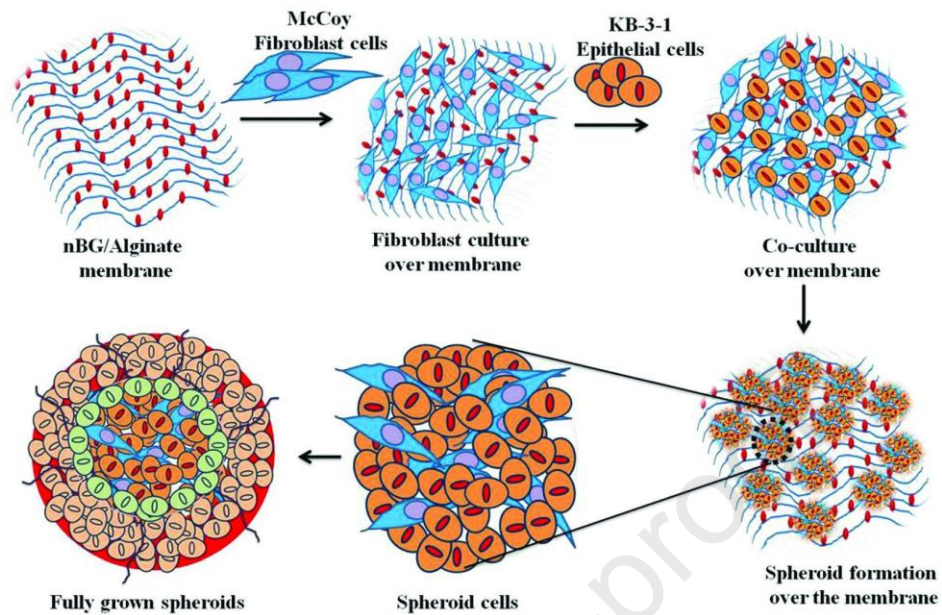 McCoy
Fibroblast cells
KB-3-1
Epithelial cells
nBG/Alginate
membrane
Fibroblast culture
over membrane
Co-culture
over membrane
Fully grown spheroids
Spheroid cells
Spheroid formation
over the membrane